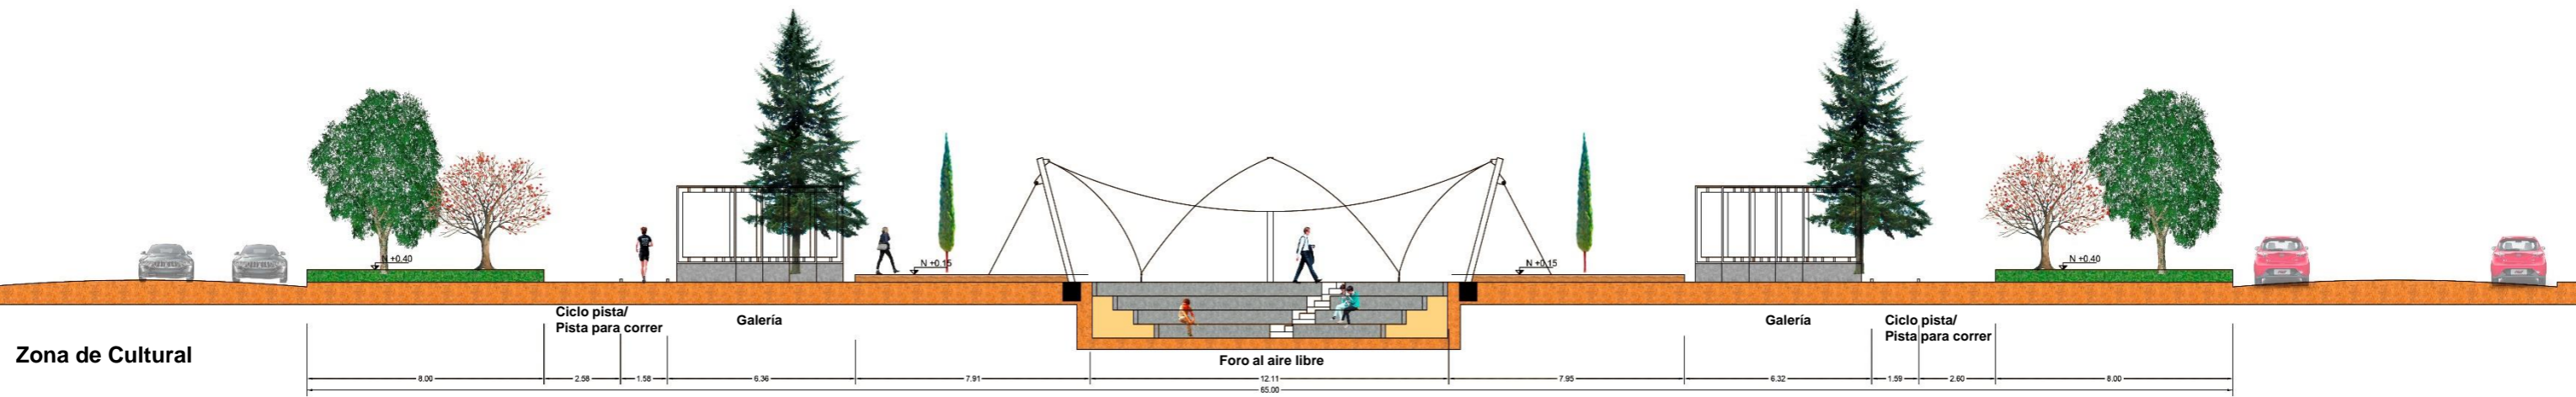 N +0.40
N +0.15
N +0.15
N +0.40
Ciclo pista/
Pista para correr
Galería
Galería
Ciclo pista/
Pista para correr
Zona de Cultural
Foro al aire libre
8.00
2.58
1.58
6.36
7.91
12.11
7.95
6.32
1.59
2.60
8.00
65.00